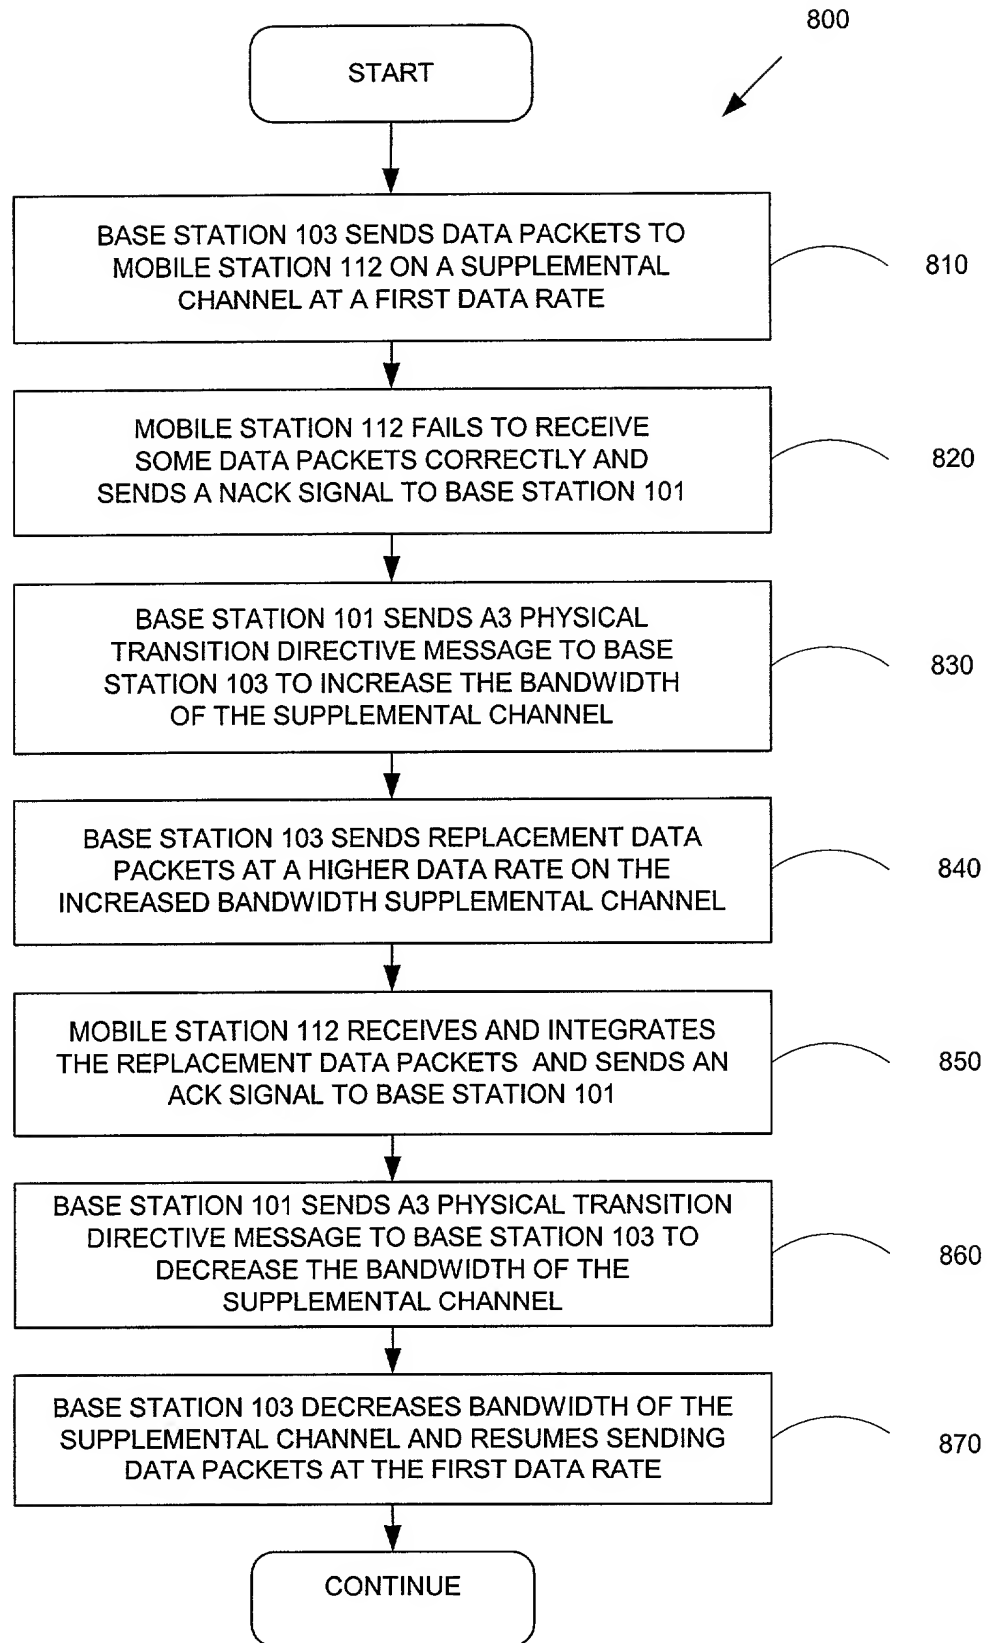 800
START
BASE STATION 103 SENDS DATA PACKETS TO
MOBILE STATION 112 ON A SUPPLEMENTAL
CHANNEL AT A FIRST DATA RATE
810
MOBILE STATION 112 FAILS TO RECEIVE
SOME DATA PACKETS CORRECTLY AND
SENDS A NACK SIGNAL TO BASE STATION 101
820
BASE STATION 101 SENDS A3 PHYSICAL
TRANSITION DIRECTIVE MESSAGE TO BASE
STATION 103 TO INCREASE THE BANDWIDTH
OF THE SUPPLEMENTAL CHANNEL
830
BASE STATION 103 SENDS REPLACEMENT DATA
PACKETS AT A HIGHER DATA RATE ON THE
INCREASED BANDWIDTH SUPPLEMENTAL CHANNEL
840
MOBILE STATION 112 RECEIVES AND INTEGRATES
THE REPLACEMENT DATA PACKETS AND SENDS AN
ACK SIGNAL TO BASE STATION 101
850
BASE STATION 101 SENDS A3 PHYSICAL TRANSITION
DIRECTIVE MESSAGE TO BASE STATION 103 TO
DECREASE THE BANDWIDTH OF THE
SUPPLEMENTAL CHANNEL
860
BASE STATION 103 DECREASES BANDWIDTH OF THE
SUPPLEMENTAL CHANNEL AND RESUMES SENDING
DATA PACKETS AT THE FIRST DATA RATE
870
CONTINUE